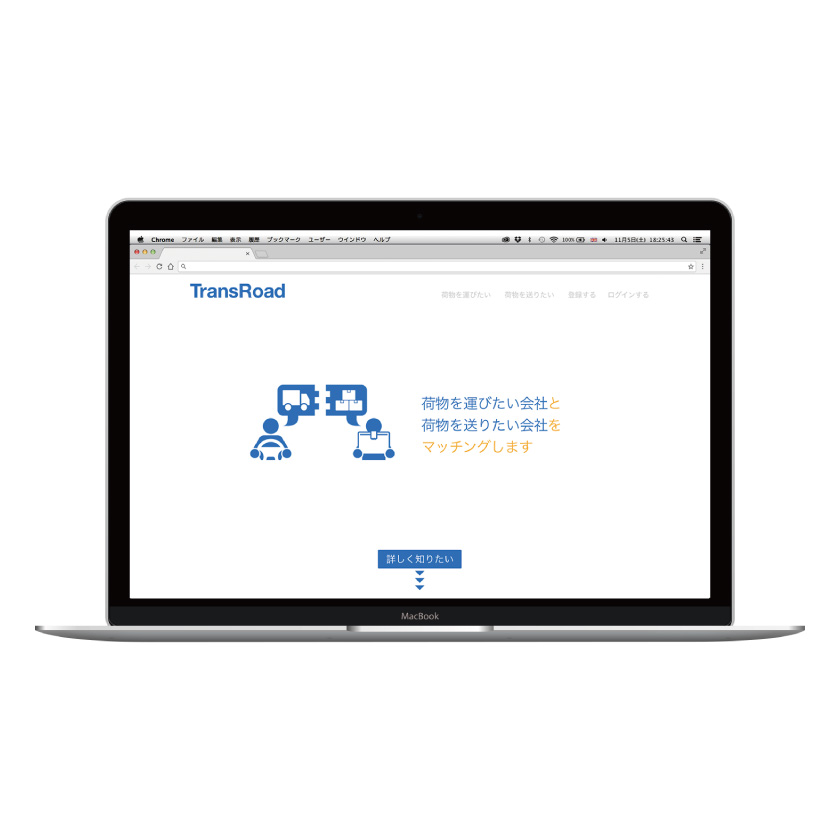 Chrome ファイル 編集 表示 履歴 ブックマーク ユーザー ウインドウ ヘルプ 100% 11月5日(土) 18:25:43
TransRoad
荷物を運びたい 荷物を送りたい 登録する ログインする
荷物を運びたい会社と
荷物を送りたい会社を
マッチングします
詳しく知りたい
MacBook